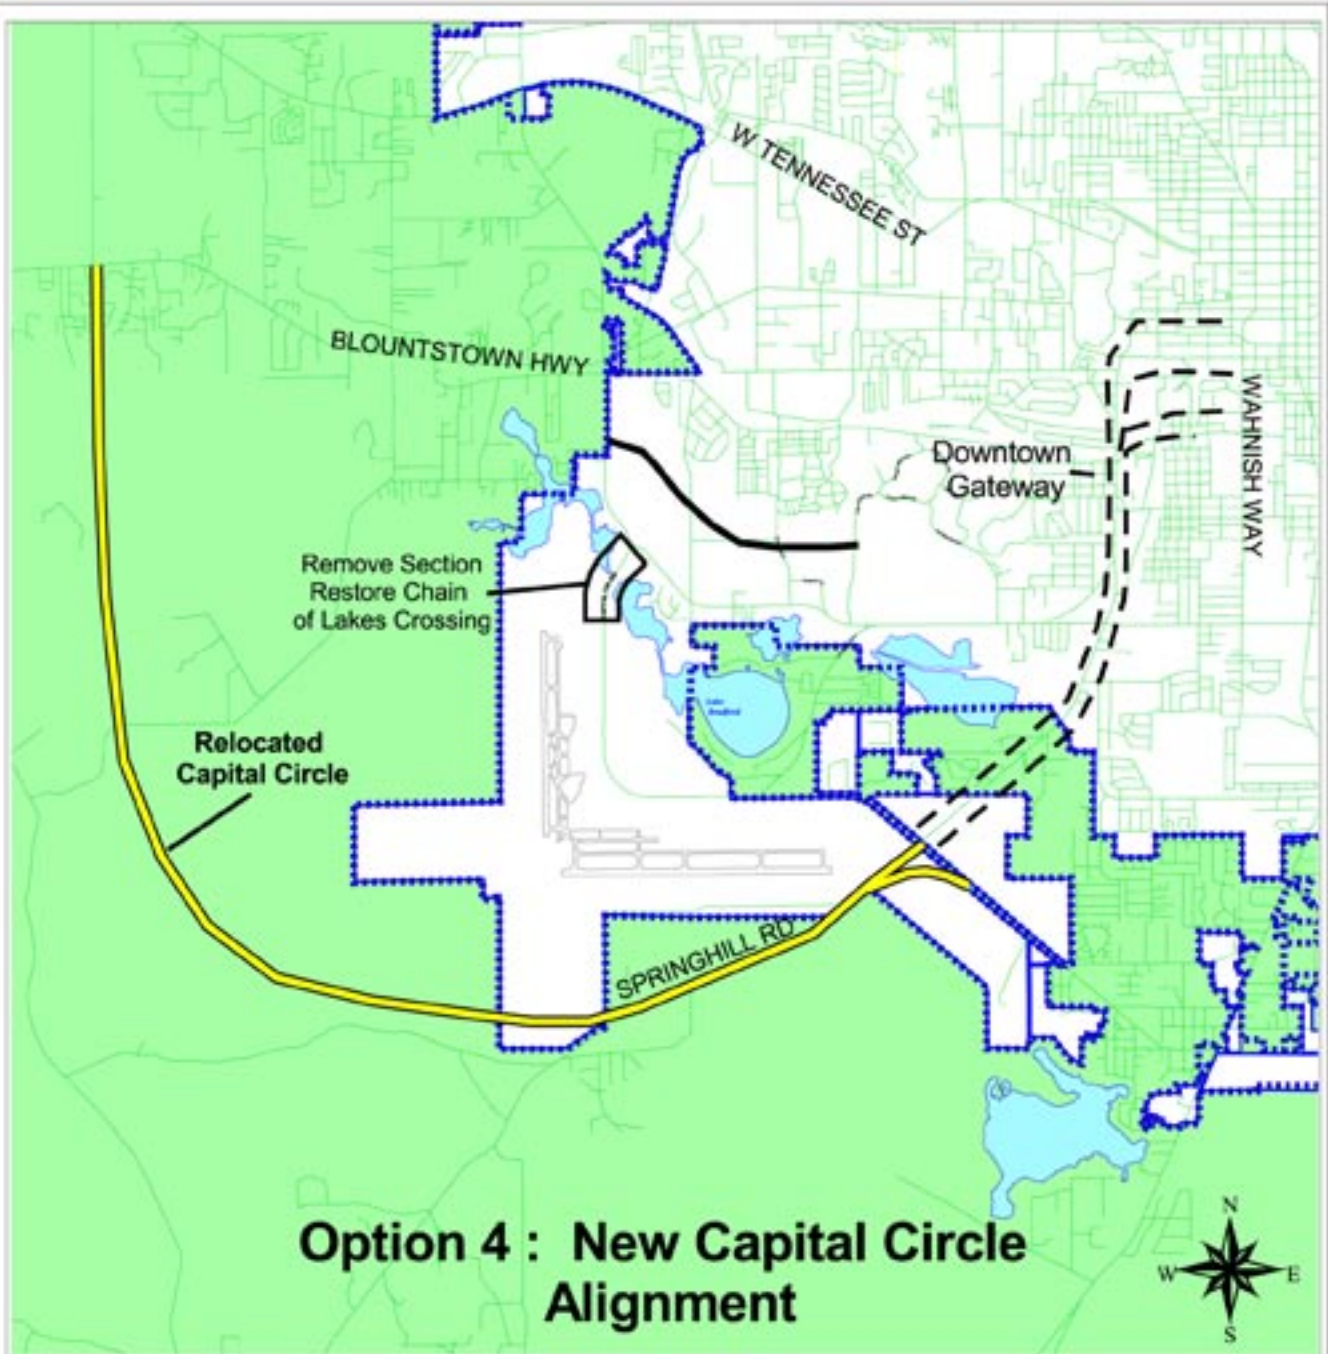 W TENNESSEE ST
BLOUNTSTOWN HWY
WAHNISH WAY
Downtown
Gateway
Remove Section
Restore Chain
of Lakes Crossing
Relocated
Capital Circle
SPRINGHILL RD
Option 4 : New Capital Circle
Alignment
N
W
E
S